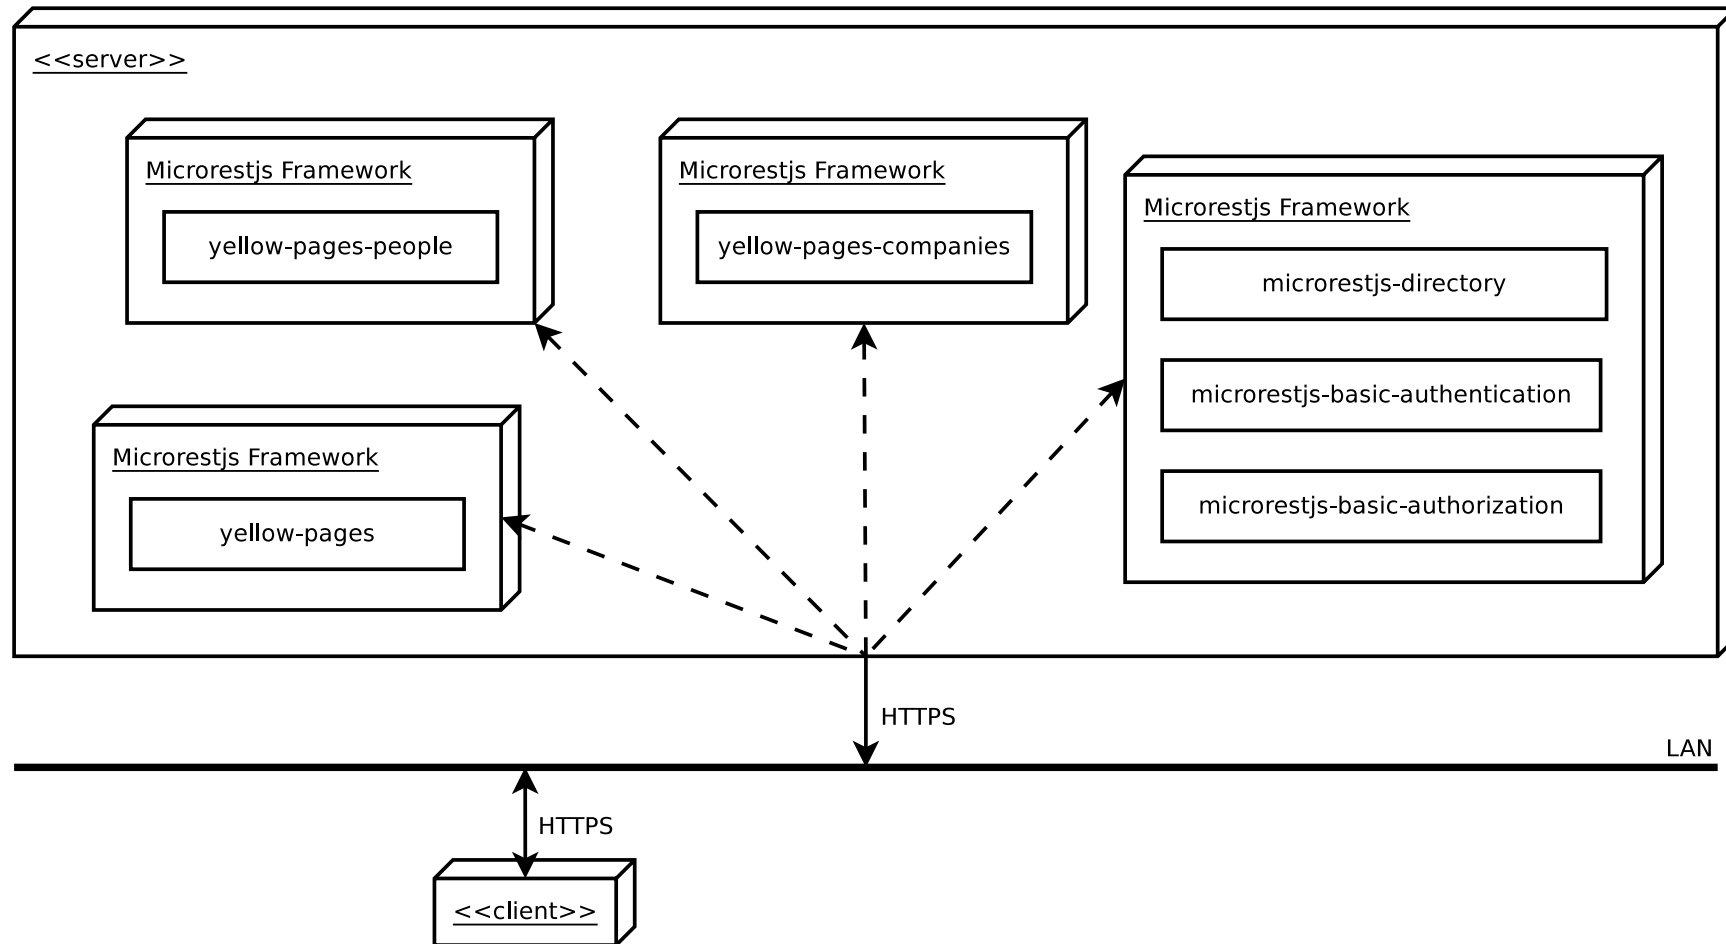 <<server>>
Microrestjs Framework
yellow-pages-people
Microrestjs Framework
yellow-pages-companies
Microrestjs Framework
microrestjs-directory
microrestjs-basic-authentication
microrestjs-basic-authorization
Microrestjs Framework
yellow-pages
HTTPS
LAN
HTTPS
<<client>>